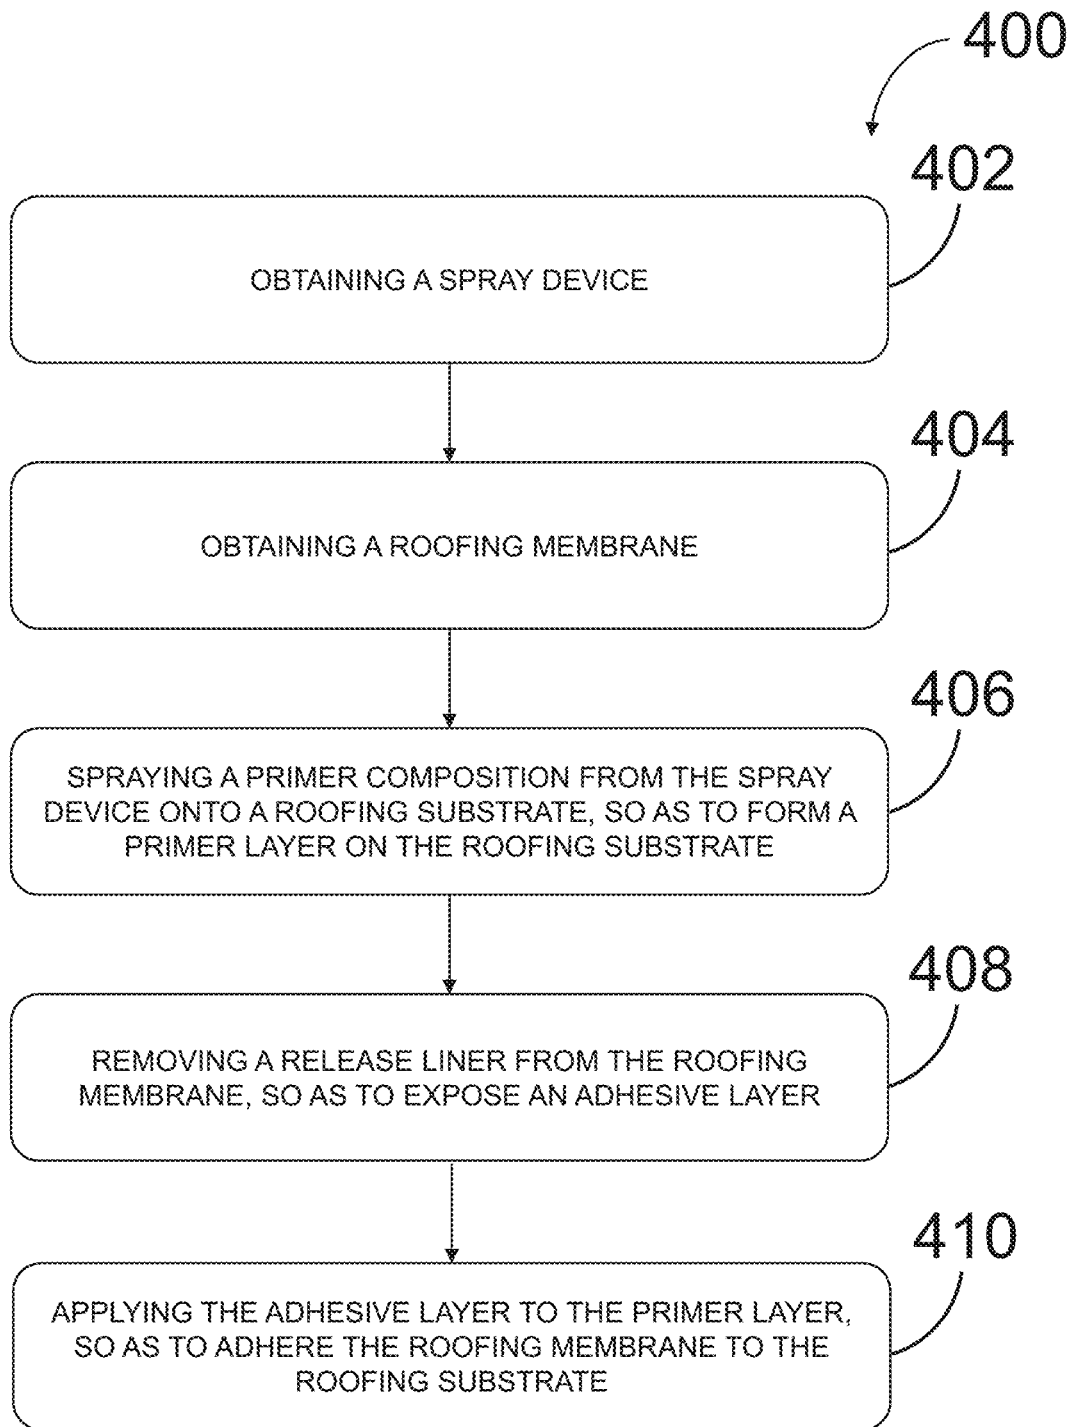 400
402
OBTAINING A SPRAY DEVICE
404
OBTAINING A ROOFING MEMBRANE
406
SPRAYING A PRIMER COMPOSITION FROM THE SPRAY
DEVICE ONTO A ROOFING SUBSTRATE, SO AS TO FORM A
PRIMER LAYER ON THE ROOFING SUBSTRATE
408
REMOVING A RELEASE LINER FROM THE ROOFING
MEMBRANE, SO AS TO EXPOSE AN ADHESIVE LAYER
410
APPLYING THE ADHESIVE LAYER TO THE PRIMER LAYER,
SO AS TO ADHERE THE ROOFING MEMBRANE TO THE
ROOFING SUBSTRATE